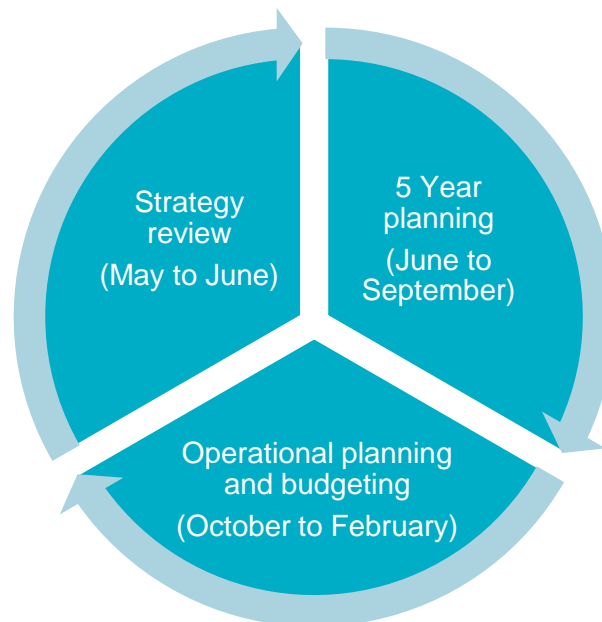 Strategy
review
(May to June)
5 Year
planning
(June to
September)
Operational planning
and budgeting
(October to February)